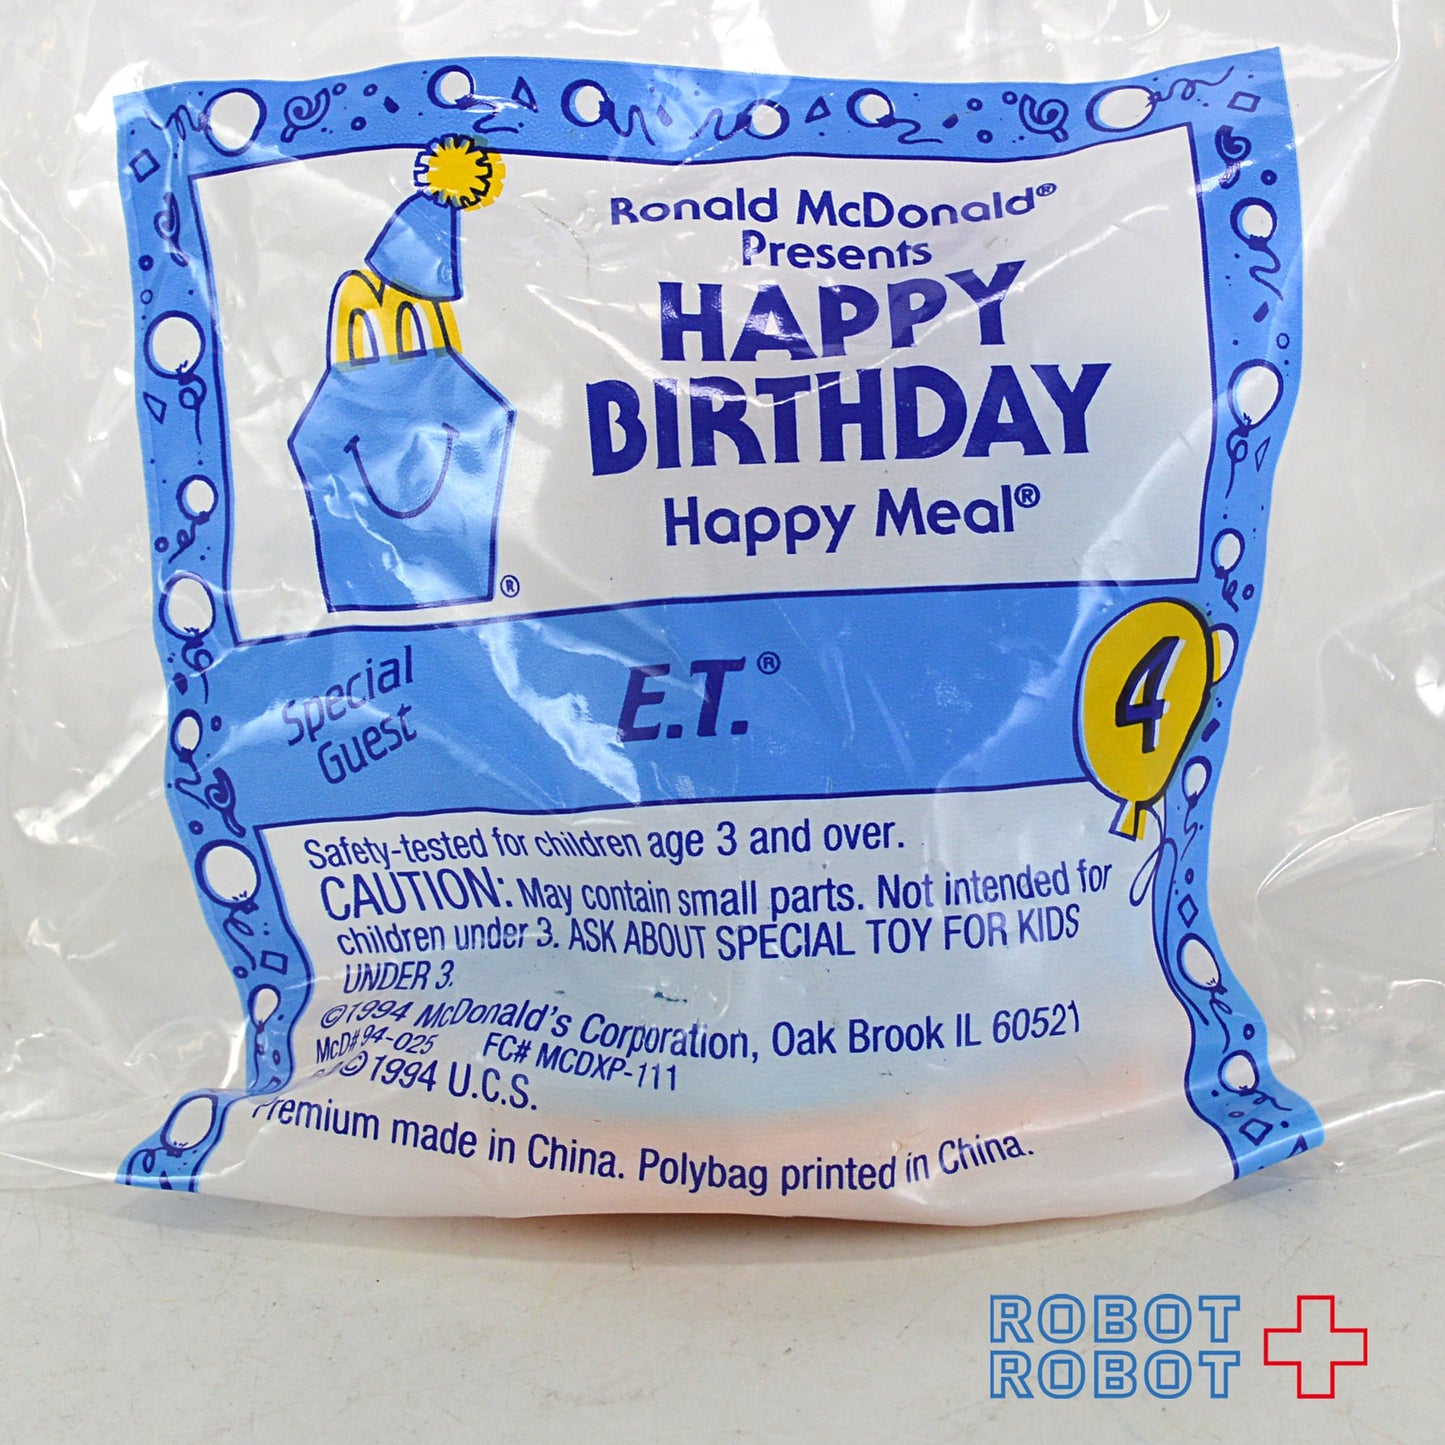 Ronald McDonald®
Presents
HAPPY
BIRTHDAY
Happy Meal®
®
Special
Guest
E.T.®
4
Safety-tested for children age 3 and over.
CAUTION: May contain small parts. Not intended for
children under 3. ASK ABOUT SPECIAL TOY FOR KIDS
UNDER 3.
©1994 McDonald's Corporation, Oak Brook IL 60521
McD# 94-025 FC# MCDXP-111
©1994 U.C.S.
Premium made in China. Polybag printed in China.
ROBOT
ROBOT